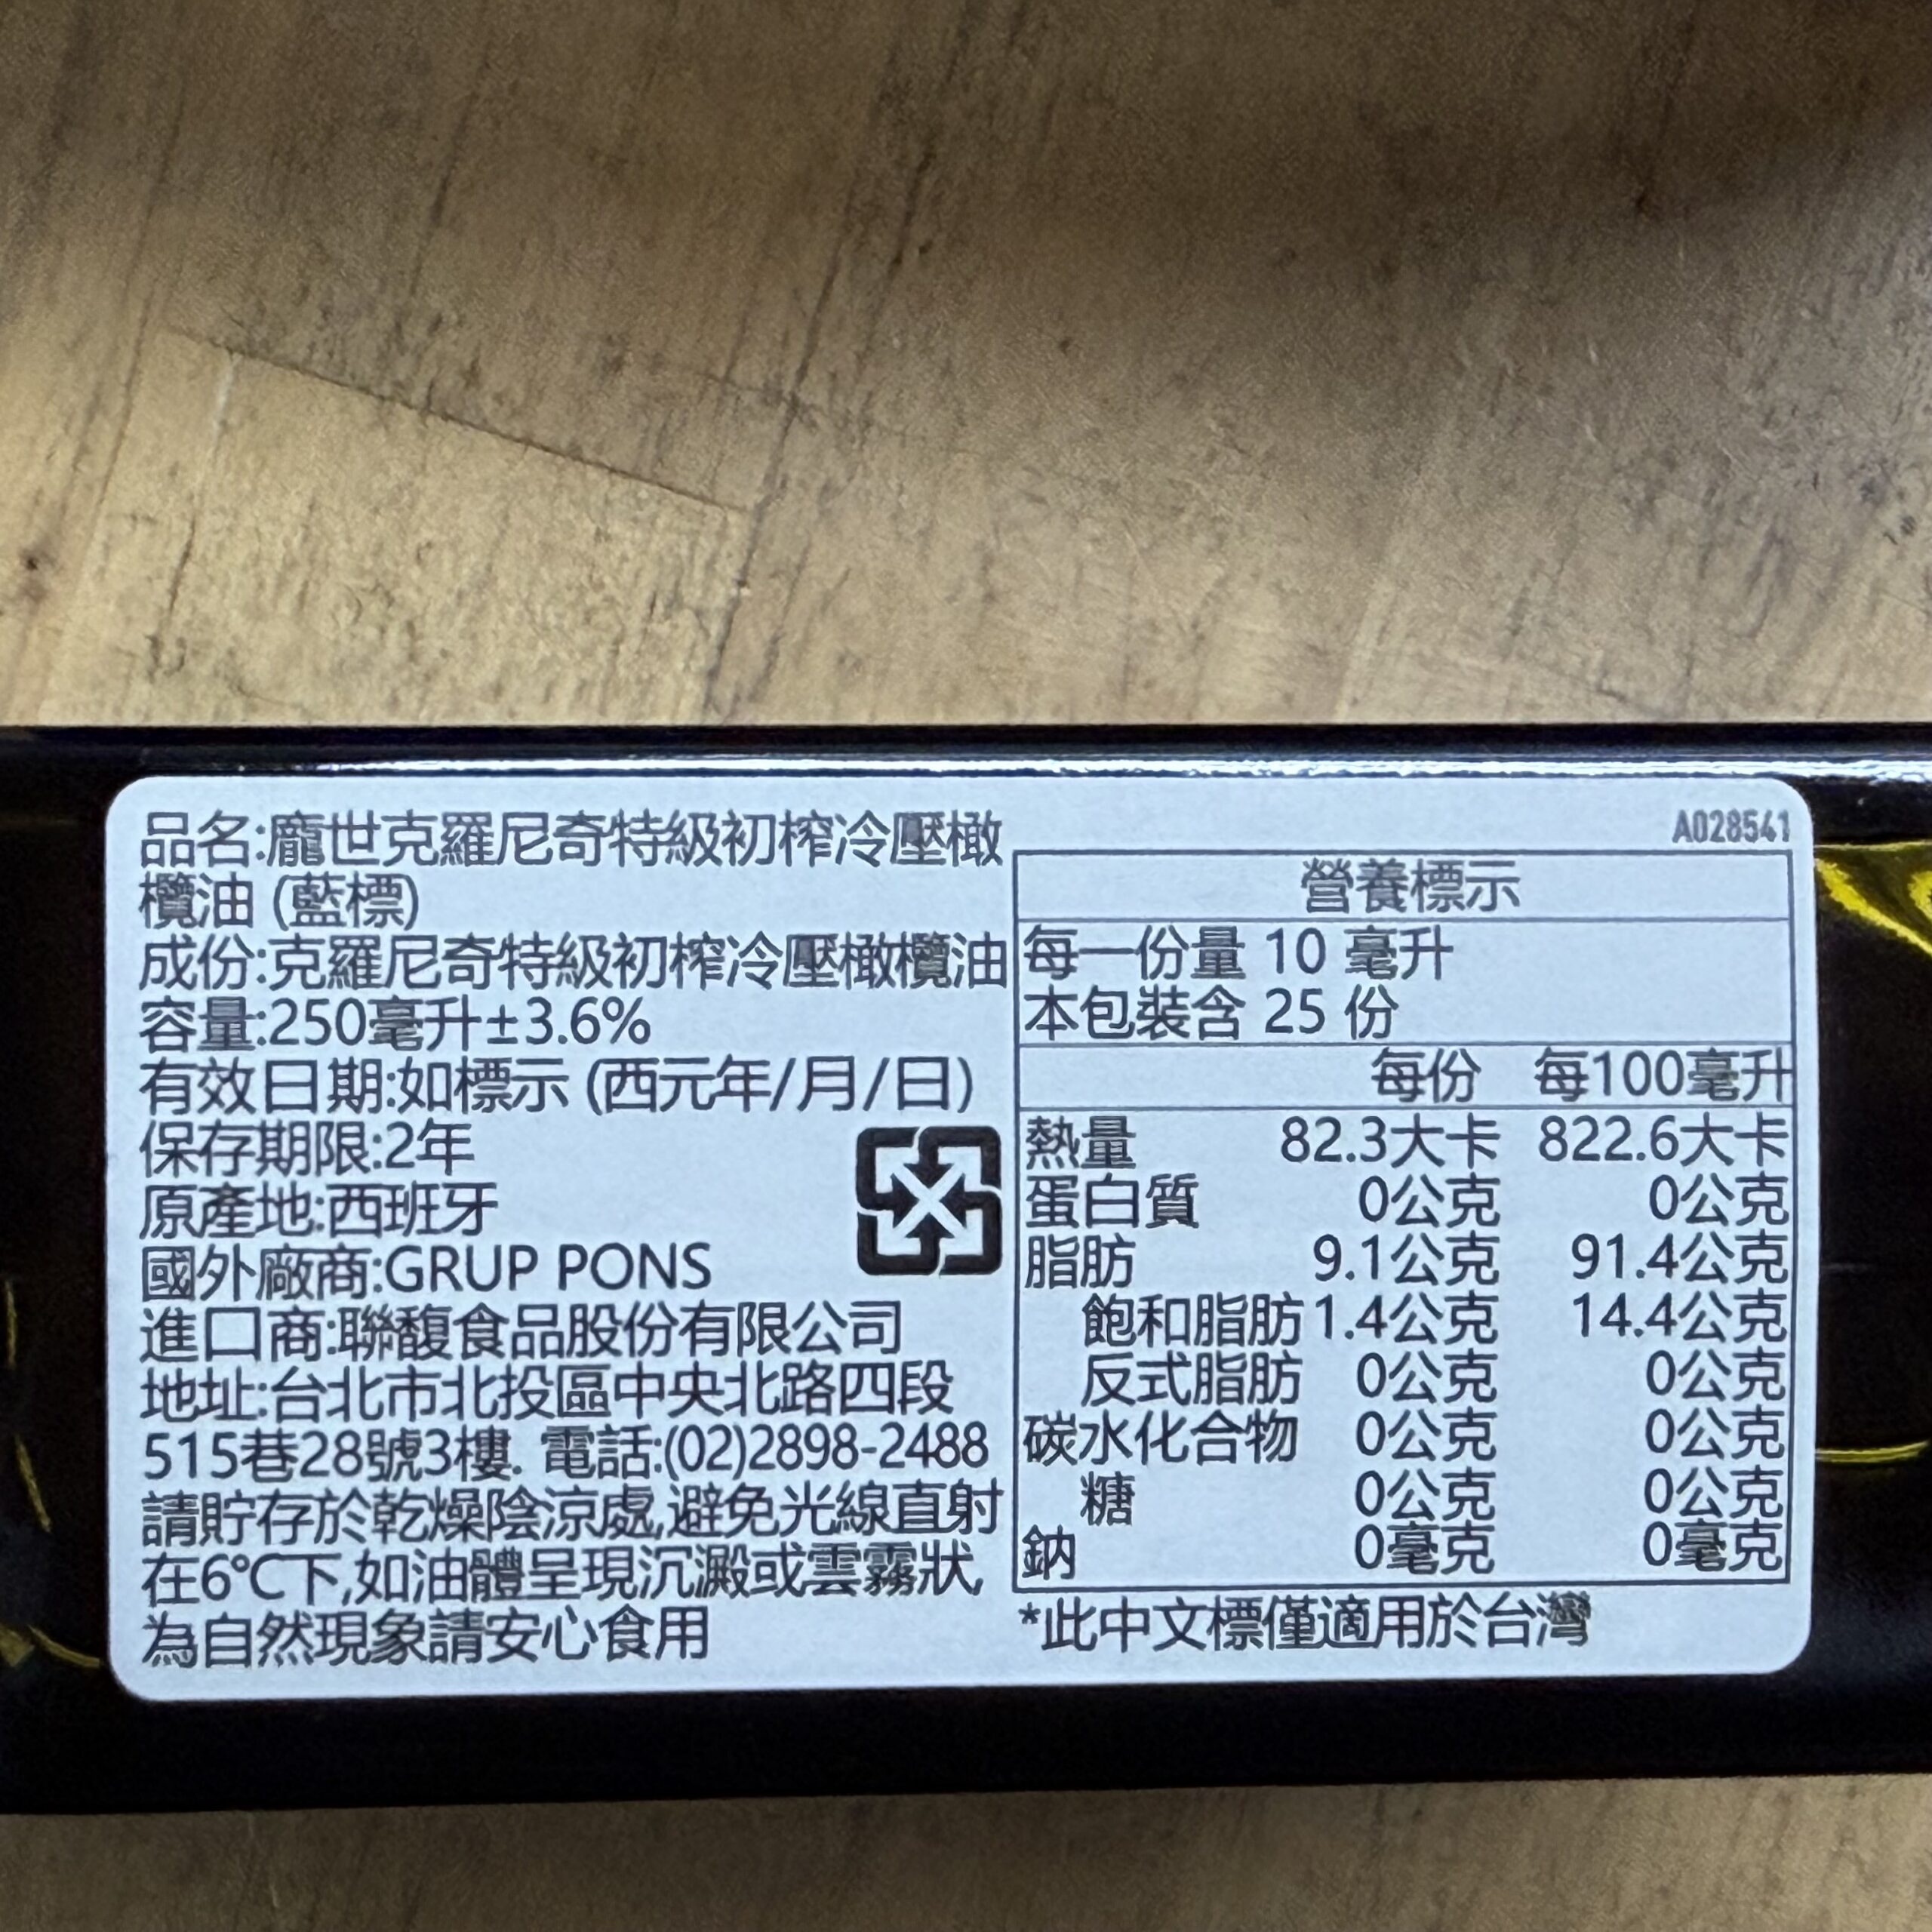 品名:龐世克羅尼奇特級初榨冷壓橄
欖油 (藍標)
成份:克羅尼奇特級初榨冷壓橄欖油
容量:250毫升±3.6%
有效日期:如標示 (西元年/月/日)
保存期限:2年
原產地:西班牙
國外廠商:GRUP PONS
進口商:聯馥食品股份有限公司
地址:台北市北投區中央北路四段
515巷28號3樓. 電話:(02)2898-2488
請貯存於乾燥陰涼處,避免光線直射
在6℃下,如油體呈現沉澱或雲霧狀,
為自然現象請安心食用
A028541
營養標示
每一份量 10 毫升
本包裝含 25 份
每份 每100毫升
熱量 82.3大卡 822.6大卡
蛋白質 0公克 0公克
脂肪 9.1公克 91.4公克
飽和脂肪 1.4公克 14.4公克
反式脂肪 0公克 0公克
碳水化合物 0公克 0公克
糖 0公克 0公克
鈉 0毫克 0毫克
*此中文標僅適用於台灣